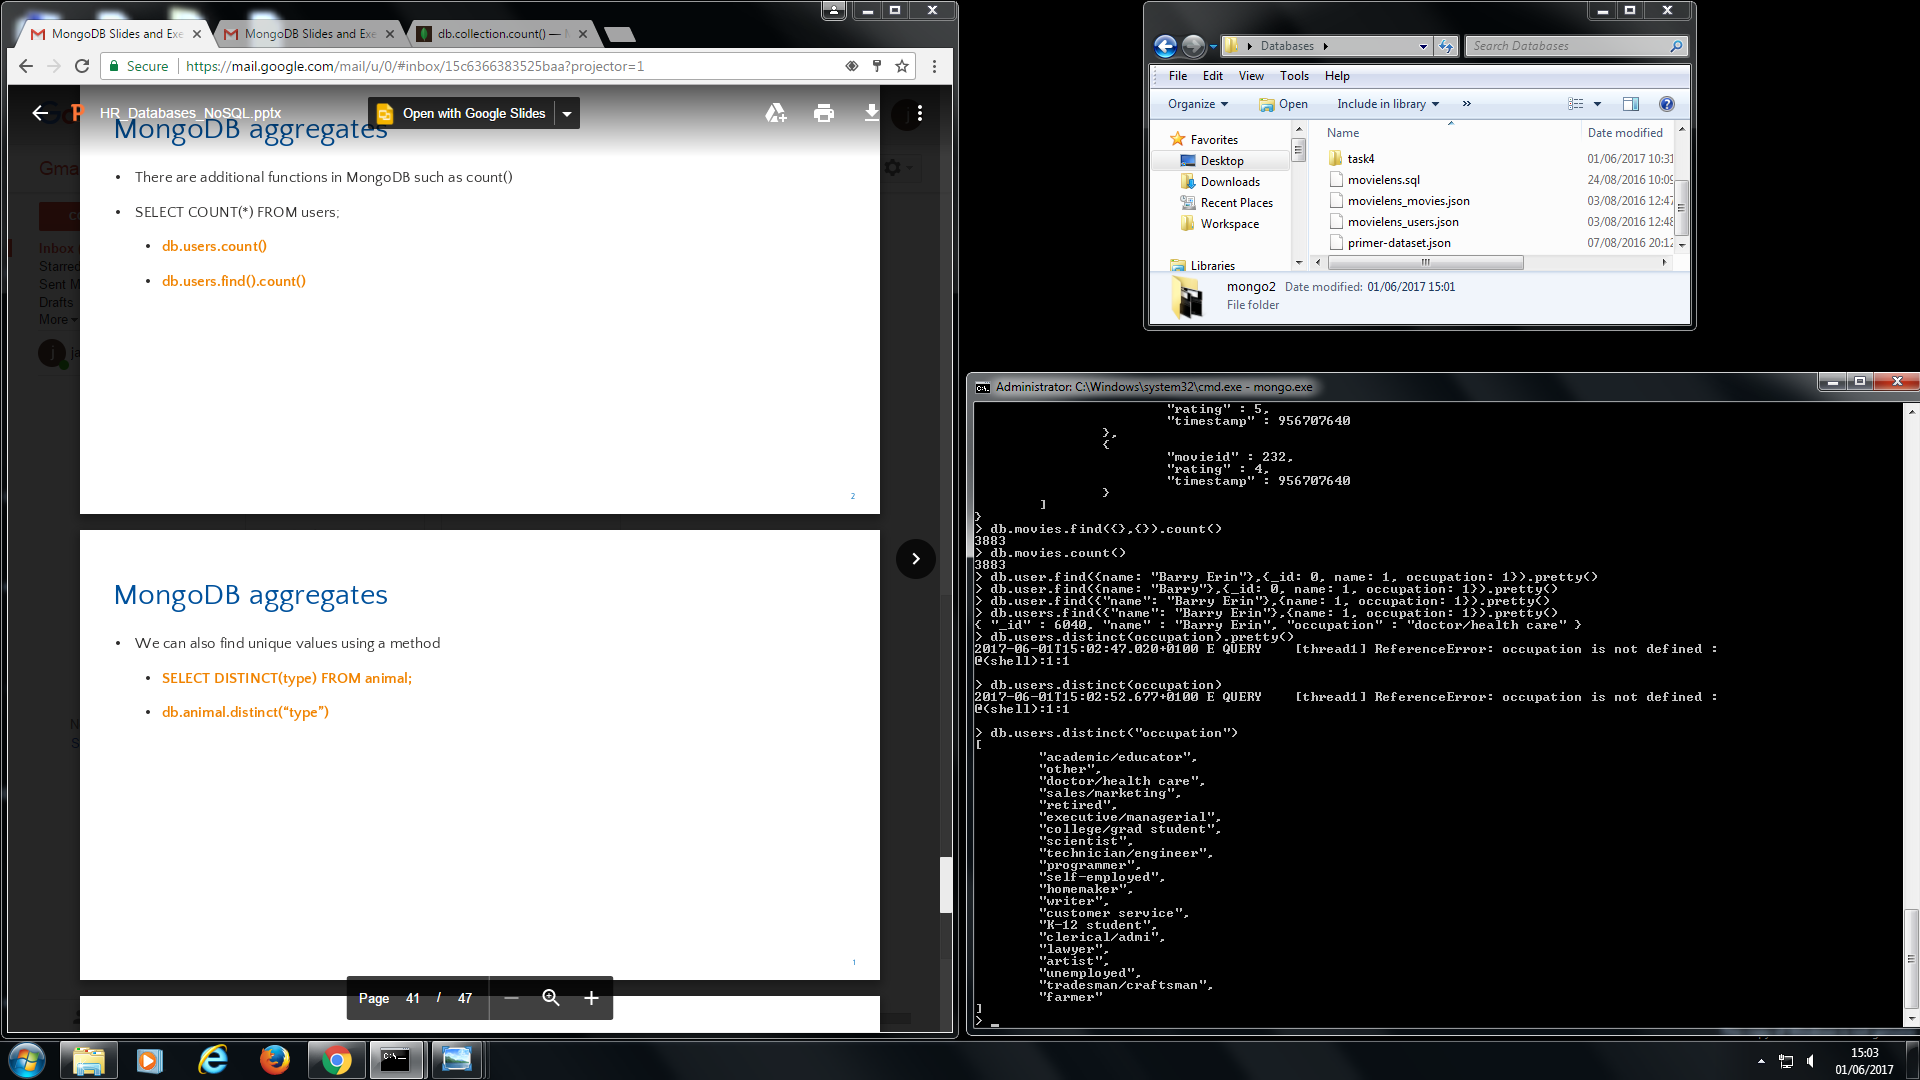 MongoDB Slides and Exe
MongoDB Slides and Exe
db.collection.count() —
Secure
https://mail.google.com/mail/u/0/#inbox/15c6366383525baa?projector=1
HR_Databases_NoSQL.pptx
Open with Google Slides
MongoDB aggregates
• There are additional functions in MongoDB such as count()
• SELECT COUNT(*) FROM users;
• db.users.count()
• db.users.find().count()
2
Inbox
Starred
Sent M
Drafts
More
MongoDB aggregates
• We can also find unique values using a method
• SELECT DISTINCT(type) FROM animal;
• db.animal.distinct(“type”)
1
Page 41 / 47
Databases
Search Databases
File Edit View Tools Help
Organize Open Include in library »
Favorites
Desktop
Downloads
Recent Places
Workspace
Libraries
Name Date modified
task4 01/06/2017 10:31
movielens.sql 24/08/2016 10:09
movielens_movies.json 03/08/2016 12:47
movielens_users.json 03/08/2016 12:48
primer-dataset.json 07/08/2016 20:12
mongo2 Date modified: 01/06/2017 15:01
File folder
Administrator: C:\Windows\system32\cmd.exe - mongo.exe
"rating" : 5,
"timestamp" : 956707640
},
{
"movieid" : 232,
"rating" : 4,
"timestamp" : 956707640
}
]
}
> db.movies.find({},{}).count()
3883
> db.movies.count()
3883
> db.user.find({name: "Barry Erin"},{_id: 0, name: 1, occupation: 1}).pretty()
> db.user.find({name: "Barry"},{_id: 0, name: 1, occupation: 1}).pretty()
> db.user.find({"name": "Barry Erin"},{name: 1, occupation: 1}).pretty()
> db.users.find({"name": "Barry Erin"},{name: 1, occupation: 1}).pretty()
{ "_id" : 6040, "name" : "Barry Erin", "occupation" : "doctor/health care" }
> db.users.distinct(occupation).pretty()
2017-06-01T15:02:47.020+0100 E QUERY    [thread1] ReferenceError: occupation is not defined :
@(shell):1:1
> db.users.distinct(occupation)
2017-06-01T15:02:52.677+0100 E QUERY    [thread1] ReferenceError: occupation is not defined :
@(shell):1:1
> db.users.distinct("occupation")
[
"academic/educator",
"other",
"doctor/health care",
"sales/marketing",
"retired",
"executive/managerial",
"college/grad student",
"scientist",
"technician/engineer",
"programmer",
"self-employed",
"homemaker",
"writer",
"customer service",
"K-12 student",
"clerical/admi",
"lawyer",
"artist",
"unemployed",
"tradesman/craftsman",
"farmer"
]
> _
15:03
01/06/2017